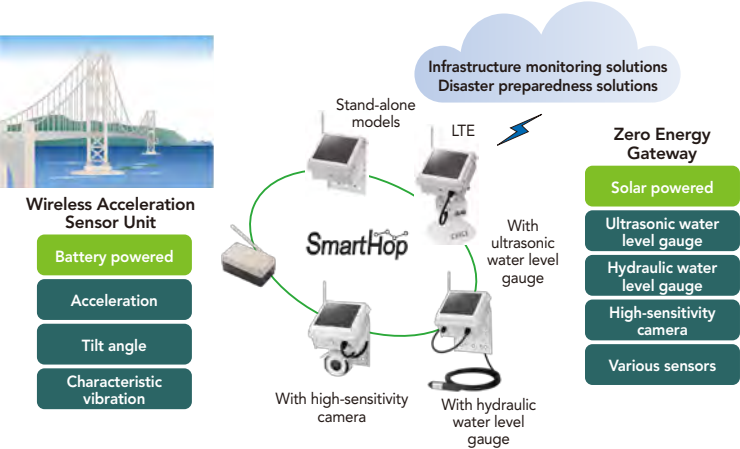 Infrastructure monitoring solutions
Disaster preparedness solutions
Stand-alone
models
LTE
Zero Energy
Gateway
Solar powered
Ultrasonic water
level gauge
Hydraulic water
level gauge
High-sensitivity
camera
Various sensors
Wireless Acceleration
Sensor Unit
Battery powered
Acceleration
Tilt angle
Characteristic
vibration
SmartHop
With
ultrasonic
water level
gauge
With high-sensitivity
camera
With hydraulic
water level
gauge